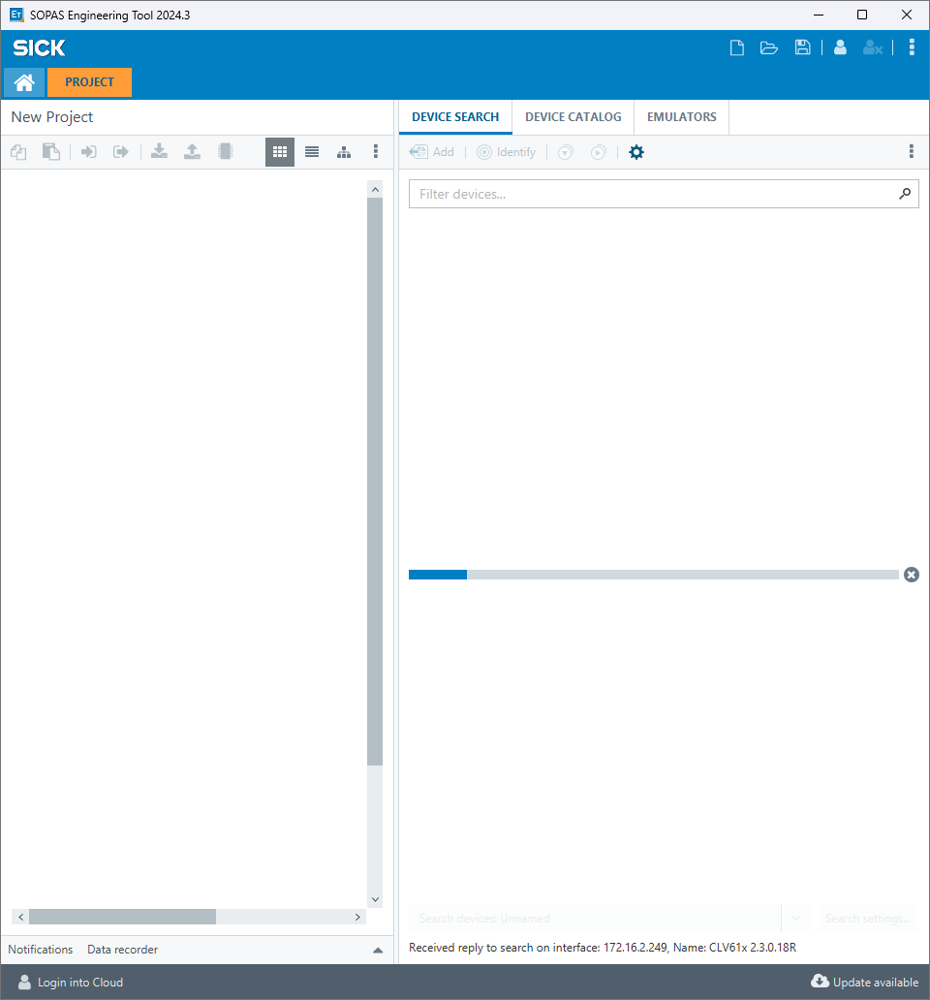 ET SOPAS Engineering Tool 2024.3
SICK
PROJECT
New Project
DEVICE SEARCH DEVICE CATALOG EMULATORS
Add Identify
Filter devices...
Search devices: Unnamed Search settings...
Received reply to search on interface: 172.16.2.249, Name: CLV61x 2.3.0.18R
Notifications Data recorder
Login into Cloud Update available